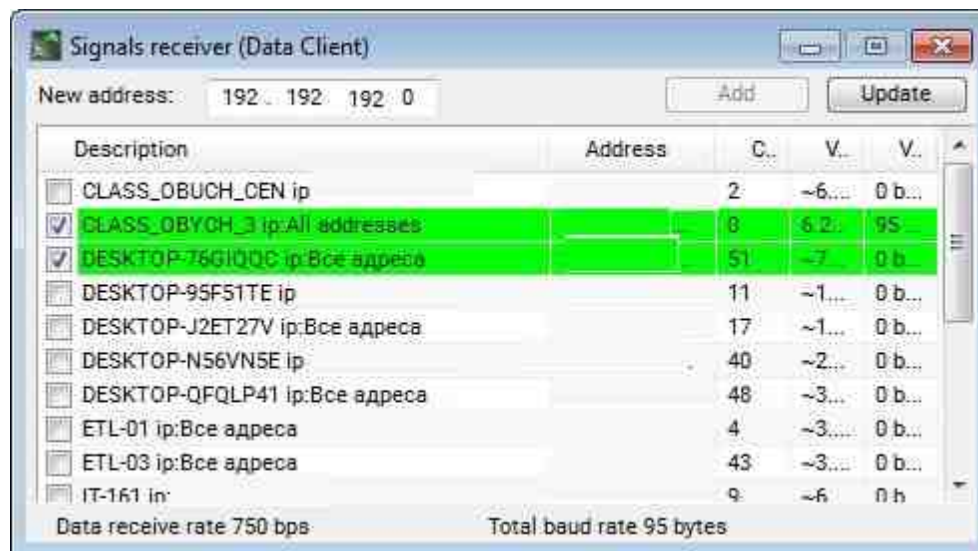 Signals receiver (Data Client)
New address: 192 . 192 192 0 Add Update
Description Address C.. V... V..
CLASS_OBUCH_CEN ip 2 ~6.... 0 b...
CLASS_OBYCH_3 ip:All addresses 6.2.. 95
DESKTOP-76GIQQC ip:Все адреса 51 ~7... 0 b...
DESKTOP-95F51TE ip 11 ~1... 0 b...
DESKTOP-J2ET27V ip:Все адреса 17 ~1... 0 b...
DESKTOP-N56VN5E ip 40 ~2... 0 b...
DESKTOP-QFQLP41 ip:Все адреса 48 ~3... 0 b...
ETL-01 ip:Все адреса 4 ~3.... 0 b...
ETL-03 ip:Все адреса 43 ~3.... 0 b...
IT-161 ip: 9 ~6 0 b
Data receive rate 750 bps Total baud rate 95 bytes